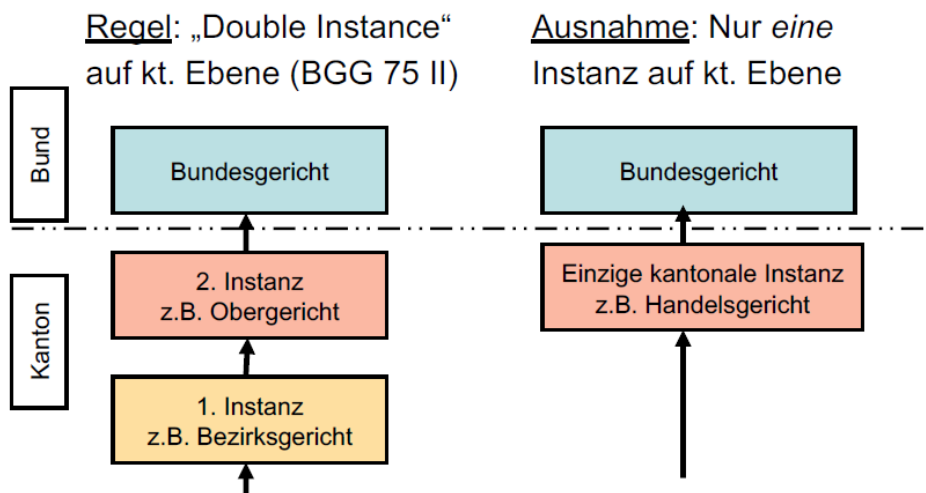 Regel: „Double Instance“
auf kt. Ebene (BGG 75 II)
Ausnahme: Nur eine
Instanz auf kt. Ebene
Bund
Bundesgericht
Bundesgericht
Kanton
2. Instanz
z.B. Obergericht
Einzige kantonale Instanz
z.B. Handelsgericht
1. Instanz
z.B. Bezirksgericht